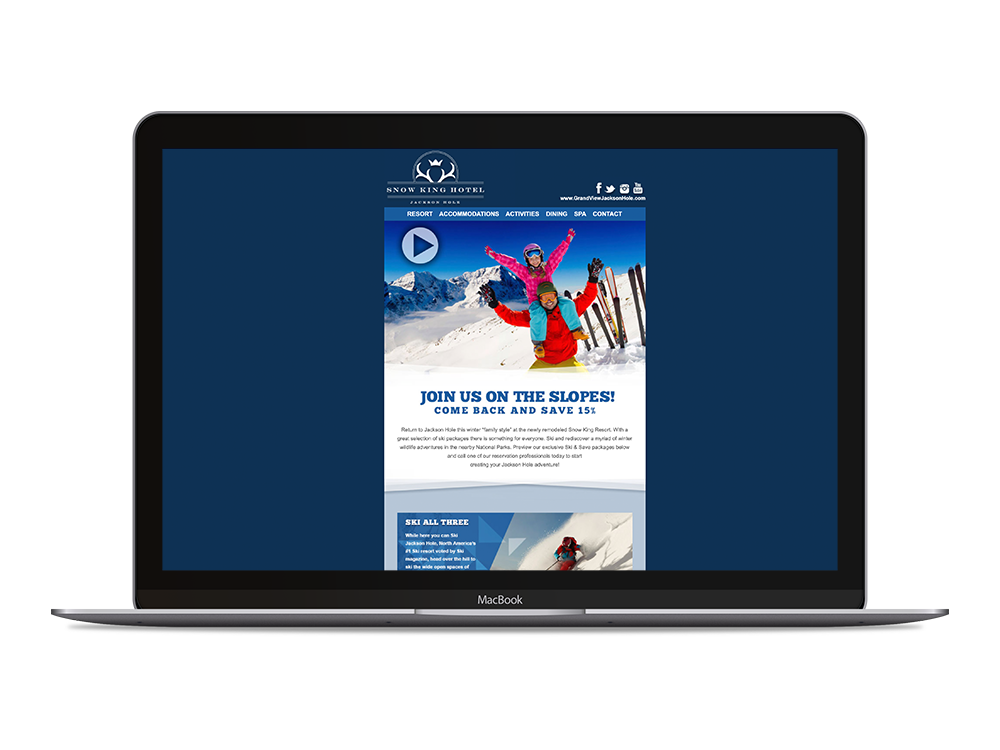 SNOW KING HOTEL
JACKSON HOLE
You
Tube
www.GrandViewJacksonHole.com
RESORT ACCOMMODATIONS ACTIVITIES DINING SPA CONTACT
JOIN US ON THE SLOPES!
COME BACK AND SAVE 15%
Return to Jackson Hole this winter "family style" at the newly remodeled Snow King Resort. With a
great selection of ski packages there is something for everyone. Ski and rediscover a myriad of winter
wildlife adventures in the nearby National Parks. Preview our exclusive Ski & Save packages below
and call one of our reservation professionals today to start
creating your Jackson Hole adventure!
SKI ALL THREE
While here you can Ski
Jackson Hole, North America's
#1 Ski resort voted by Ski
magazine, head over the hill to
ski the wide open spaces of
MacBook